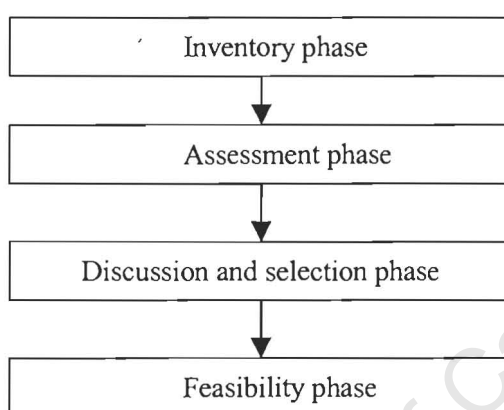 Inventory phase
Assessment phase
Discussion and selection phase
Feasibility phase